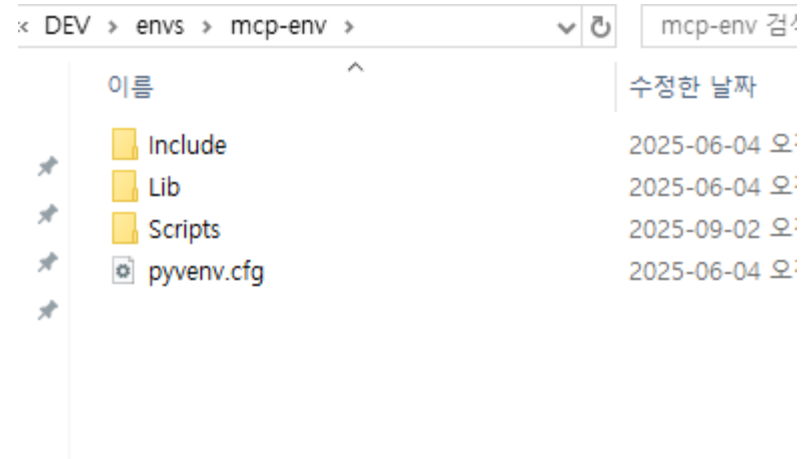 « DEV > envs > mcp-env >
mcp-env
이름
수정한 날짜
Include
2025-06-04
Lib
2025-06-04
Scripts
2025-09-02
pyvenv.cfg
2025-06-04